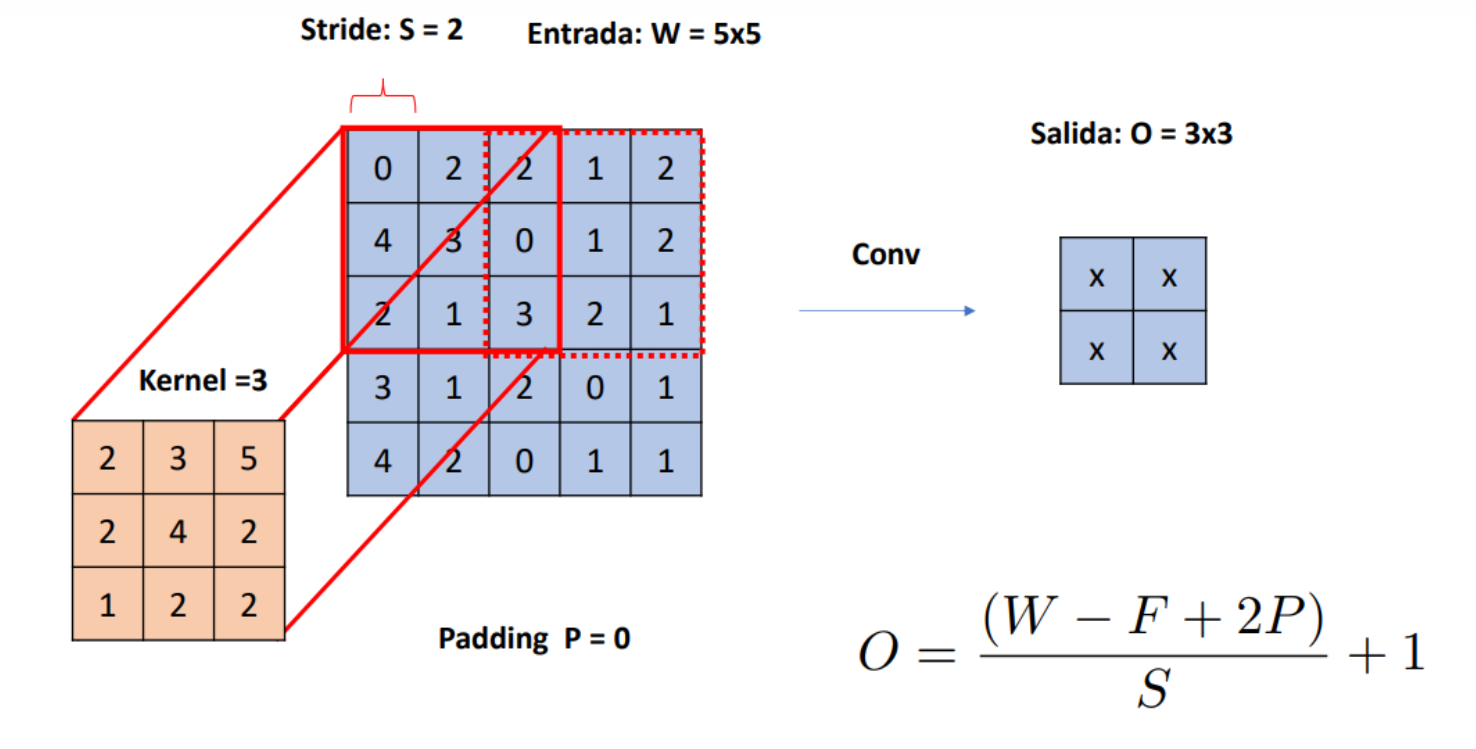 Stride: S = 2
Entrada: W = 5x5
Salida: O = 3x3
0 2 2 1 2
4 3 0 1 2
2 1 3 2 1
3 1 2 0 1
4 2 0 1 1
Conv
x x
x x
Kernel =3
2 3 5
2 4 2
1 2 2
Padding P = 0
O = (W − F + 2P) / S + 1